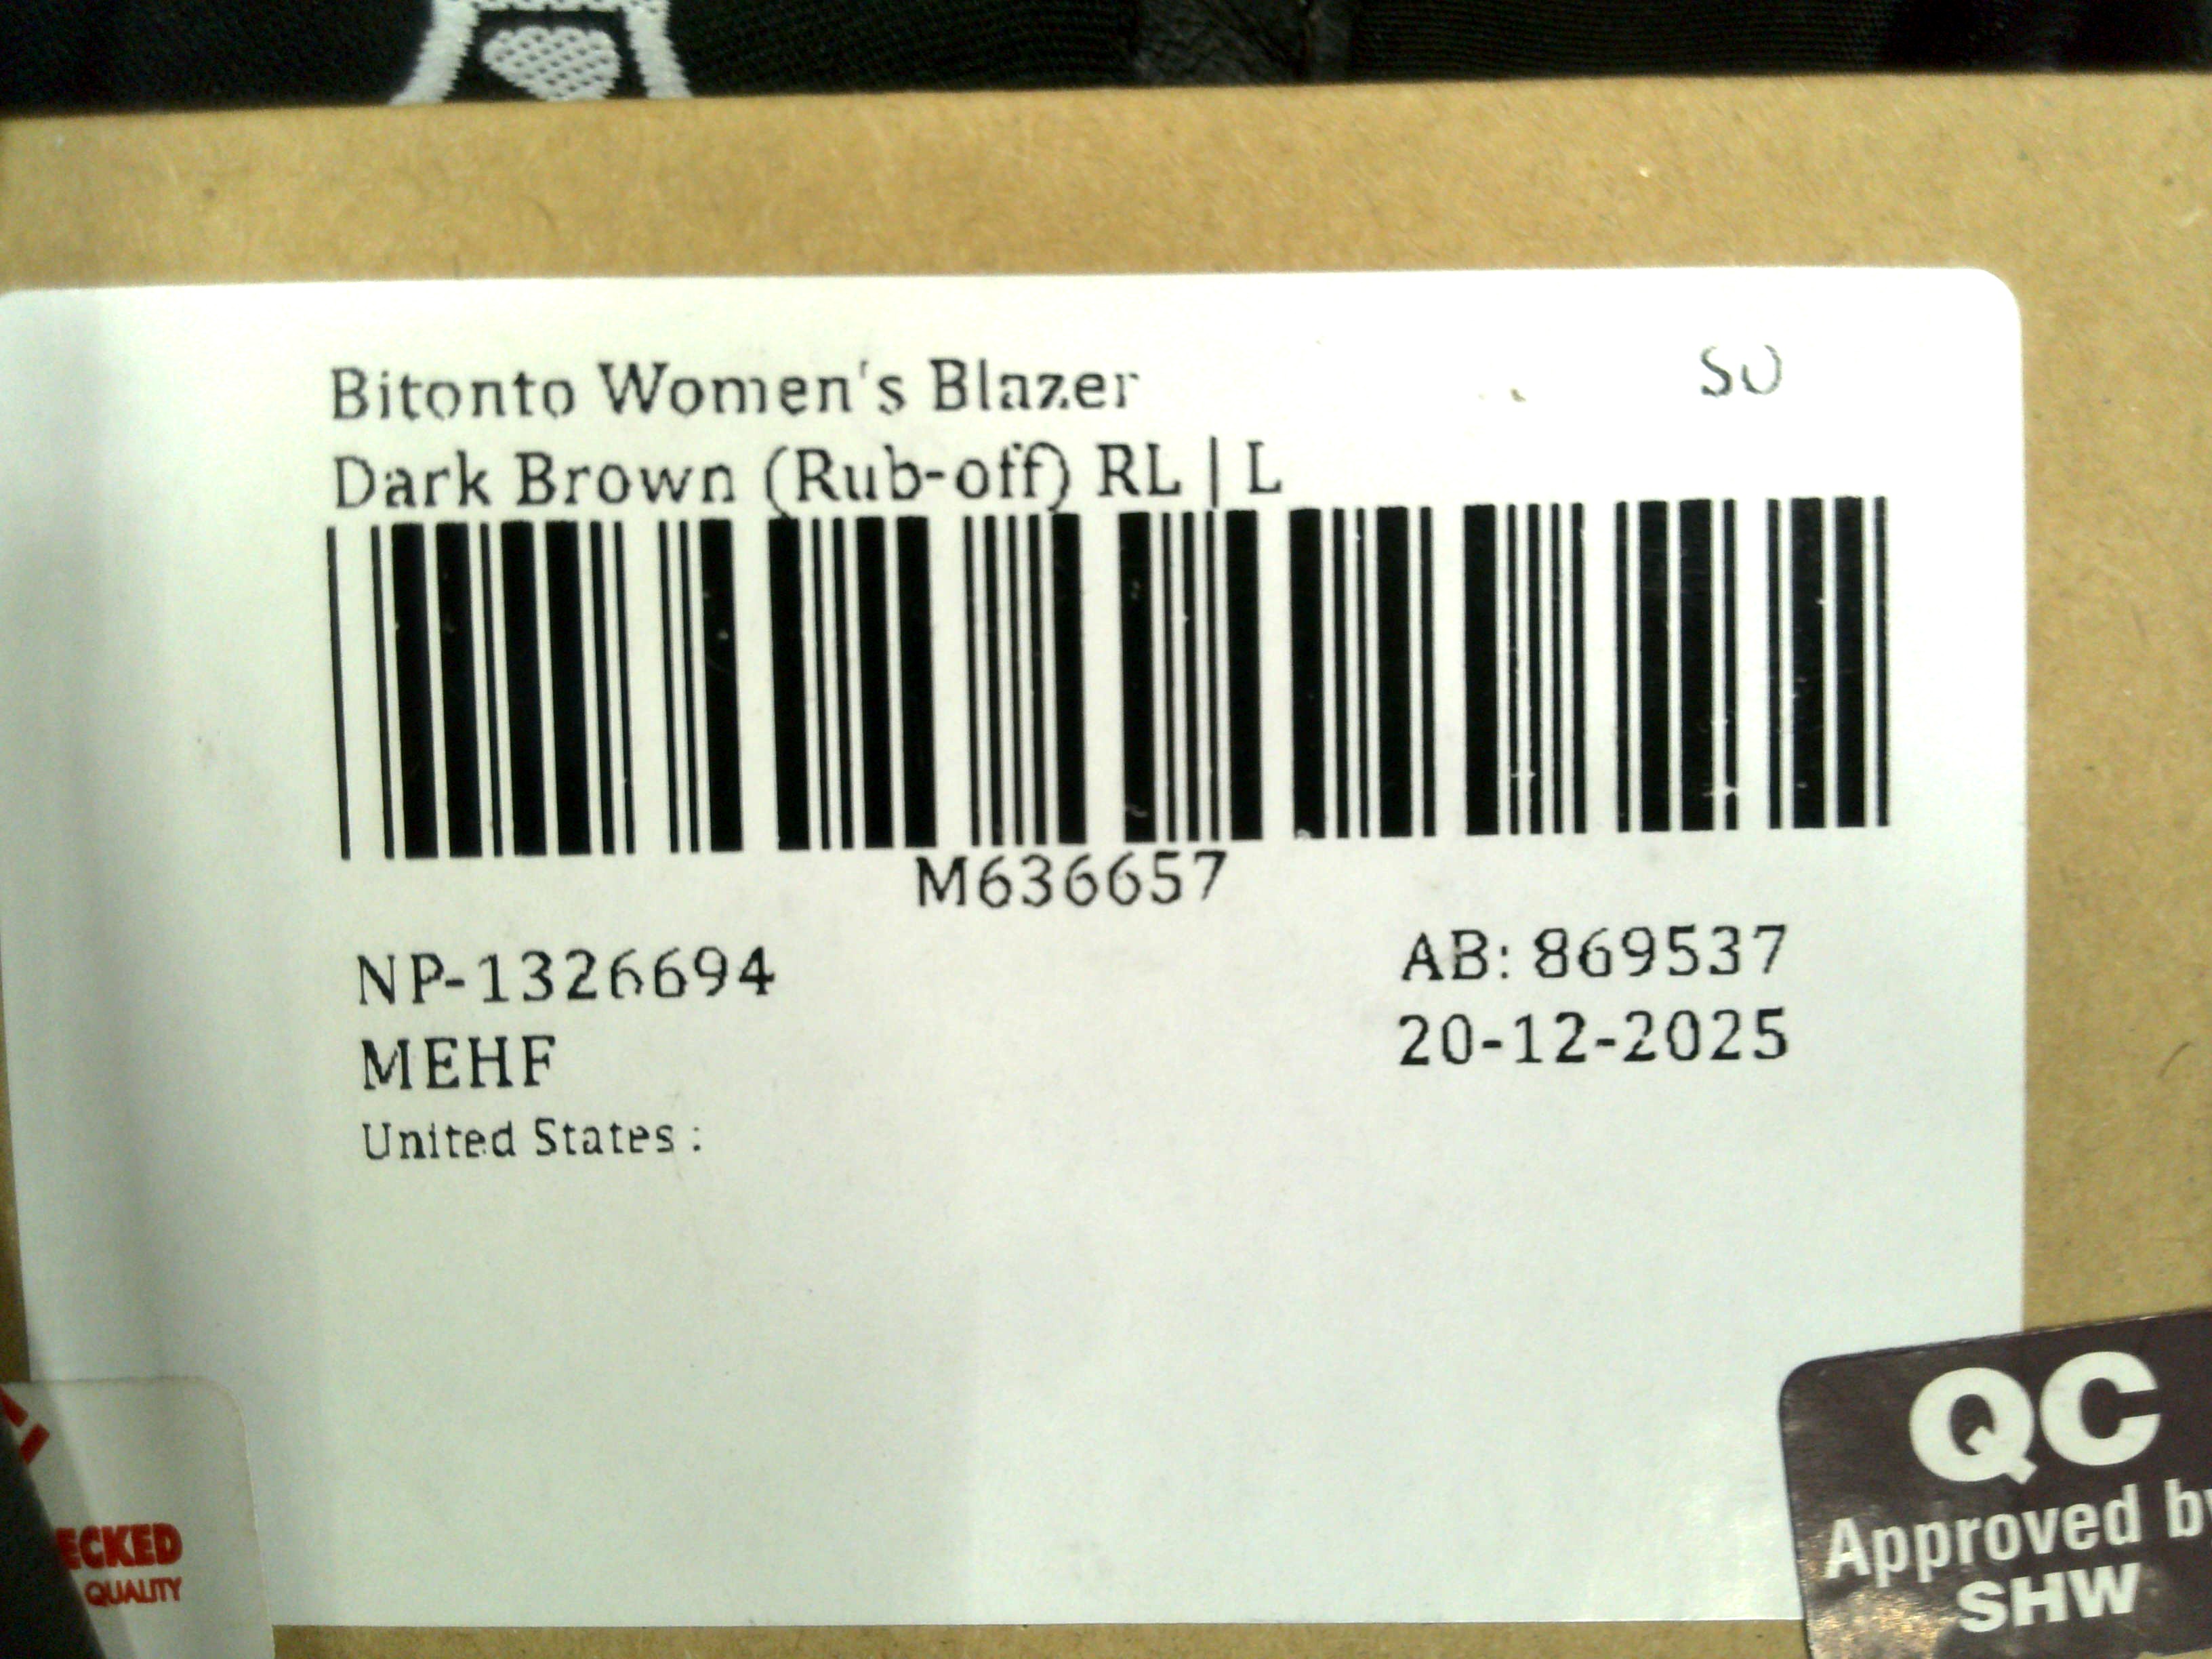 Bitonto Women's Blazer
SO
Dark Brown (Rub-off) RL | L
M636657
NP-1326694
AB: 869537
MEHF
20-12-2025
United States :
ECKED
QUALITY
QC
Approved by
SHW